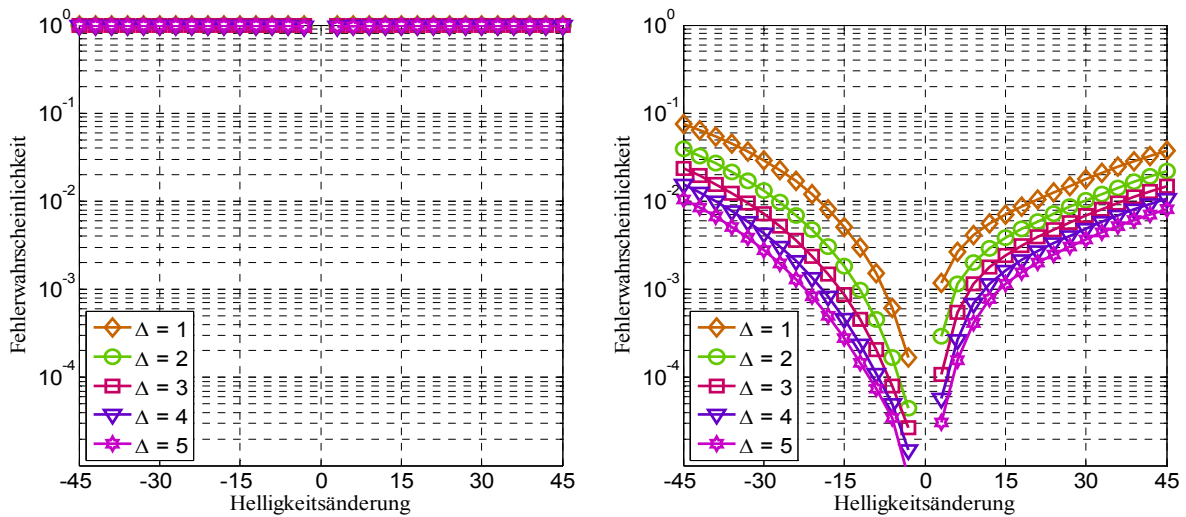 10^0
10^-1
10^-2
10^-3
10^-4
Fehlerwahrscheinlichkeit
Δ = 1
Δ = 2
Δ = 3
Δ = 4
Δ = 5
-45 -30 -15 0 15 30 45
Helligkeitsänderung
10^0
10^-1
10^-2
10^-3
10^-4
Fehlerwahrscheinlichkeit
Δ = 1
Δ = 2
Δ = 3
Δ = 4
Δ = 5
-45 -30 -15 0 15 30 45
Helligkeitsänderung